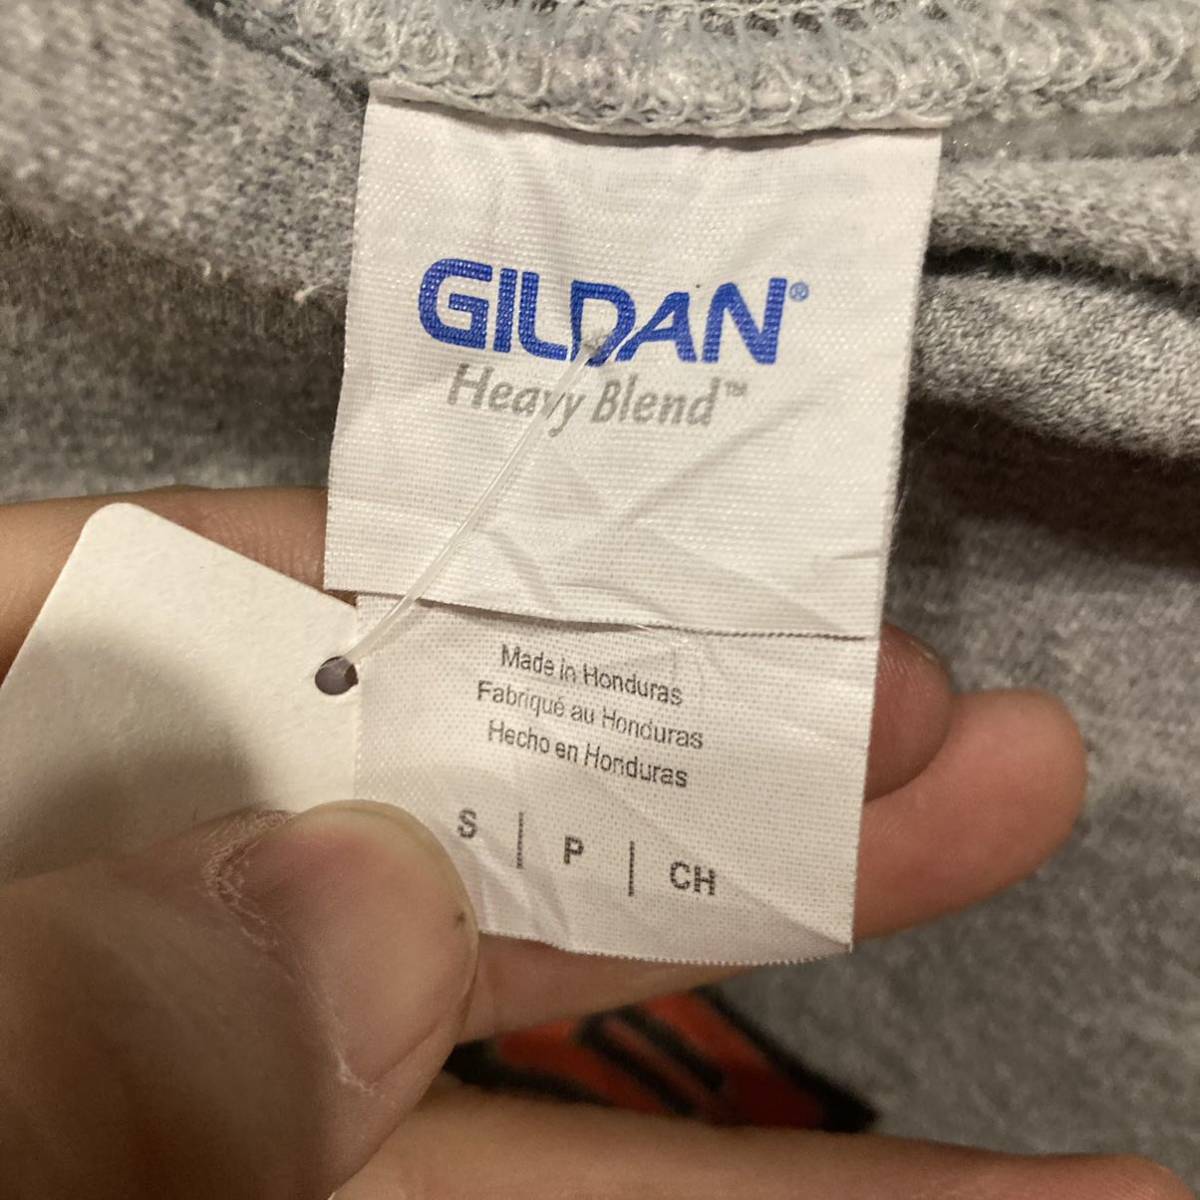 GILDAN®
Heavy Blend™
Made in Honduras
Fabriqué au Honduras
Hecho en Honduras
S | P | CH